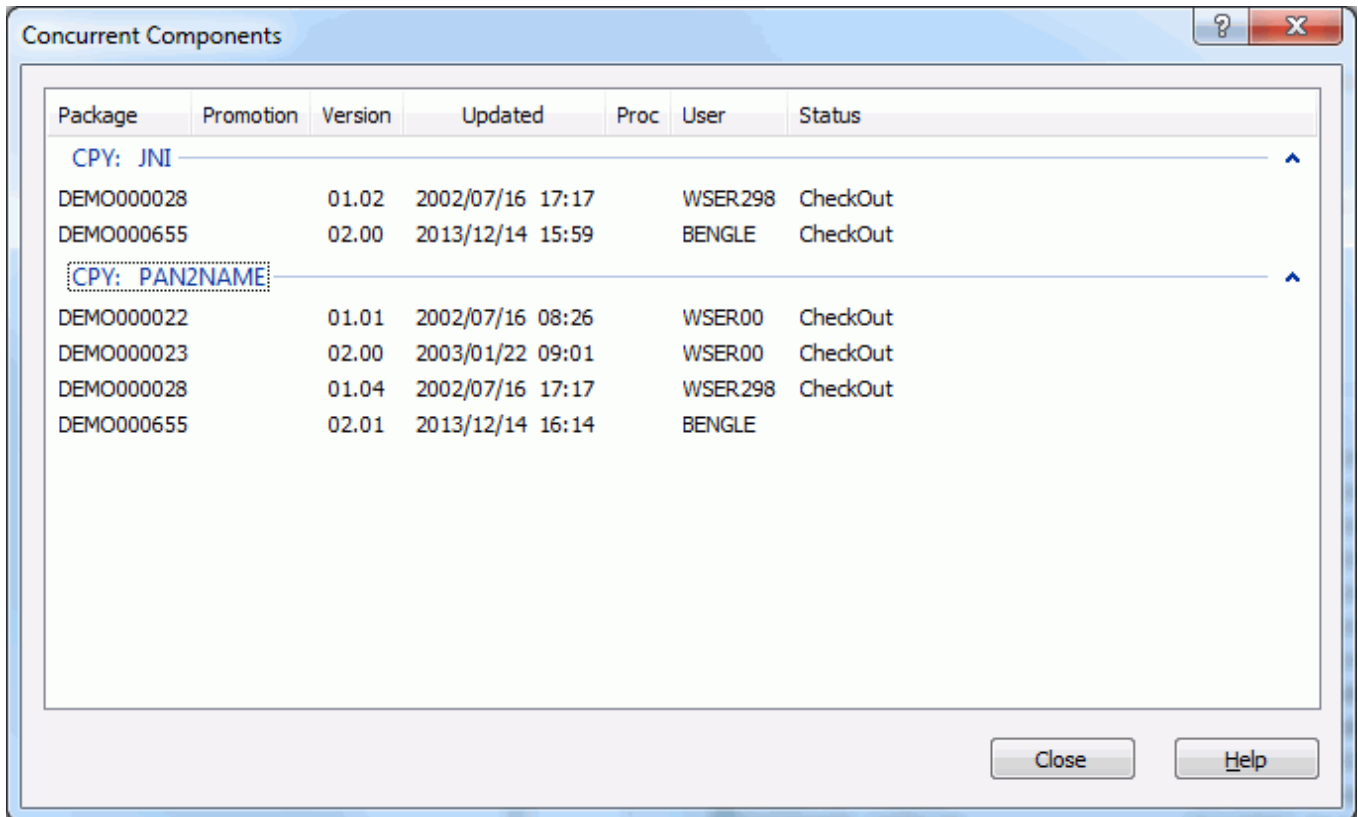 Concurrent Components
Package Promotion Version Updated Proc User Status
CPY: JNI
DEMO000028 01.02 2002/07/16 17:17 WSER298 CheckOut
DEMO000655 02.00 2013/12/14 15:59 BENGLE CheckOut
CPY: PAN2NAME
DEMO000022 01.01 2002/07/16 08:26 WSER00 CheckOut
DEMO000023 02.00 2003/01/22 09:01 WSER00 CheckOut
DEMO000028 01.04 2002/07/16 17:17 WSER298 CheckOut
DEMO000655 02.01 2013/12/14 16:14 BENGLE
Close Help